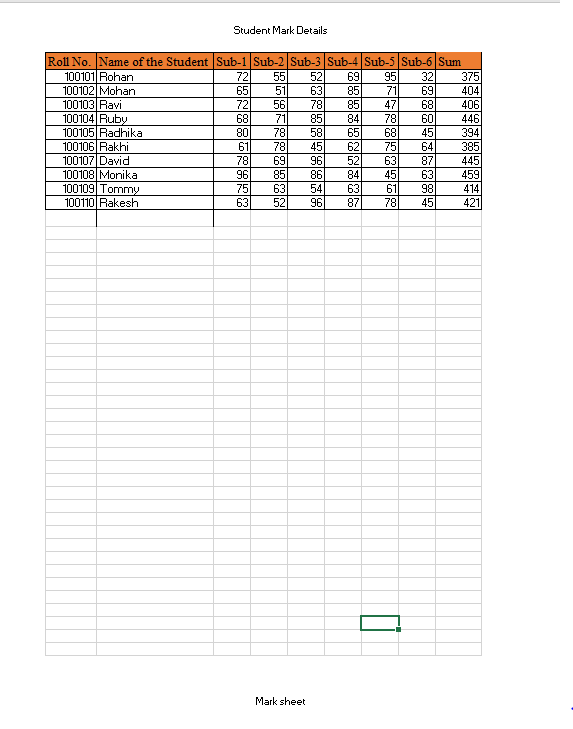 Student Mark Details
Roll No. Name of the Student Sub-1 Sub-2 Sub-3 Sub-4 Sub-5 Sub-6 Sum
100101 Rohan 72 55 52 69 95 32 375
100102 Mohan 65 51 63 85 71 69 404
100103 Ravi 72 56 78 85 47 68 406
100104 Ruby 68 71 85 84 78 60 446
100105 Radhika 80 78 58 65 68 45 394
100106 Rakhi 61 78 45 62 75 64 385
100107 David 78 69 96 52 63 87 445
100108 Monika 96 85 86 84 45 63 459
100109 Tommy 75 63 54 63 61 98 414
100110 Rakesh 63 52 96 87 78 45 421
Mark sheet